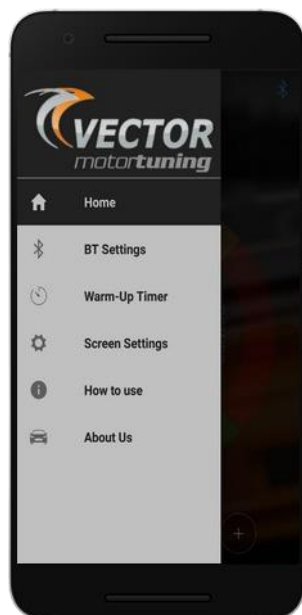 VECTOR
motortuning
Home
BT Settings
Warm-Up Timer
Screen Settings
How to use
About Us